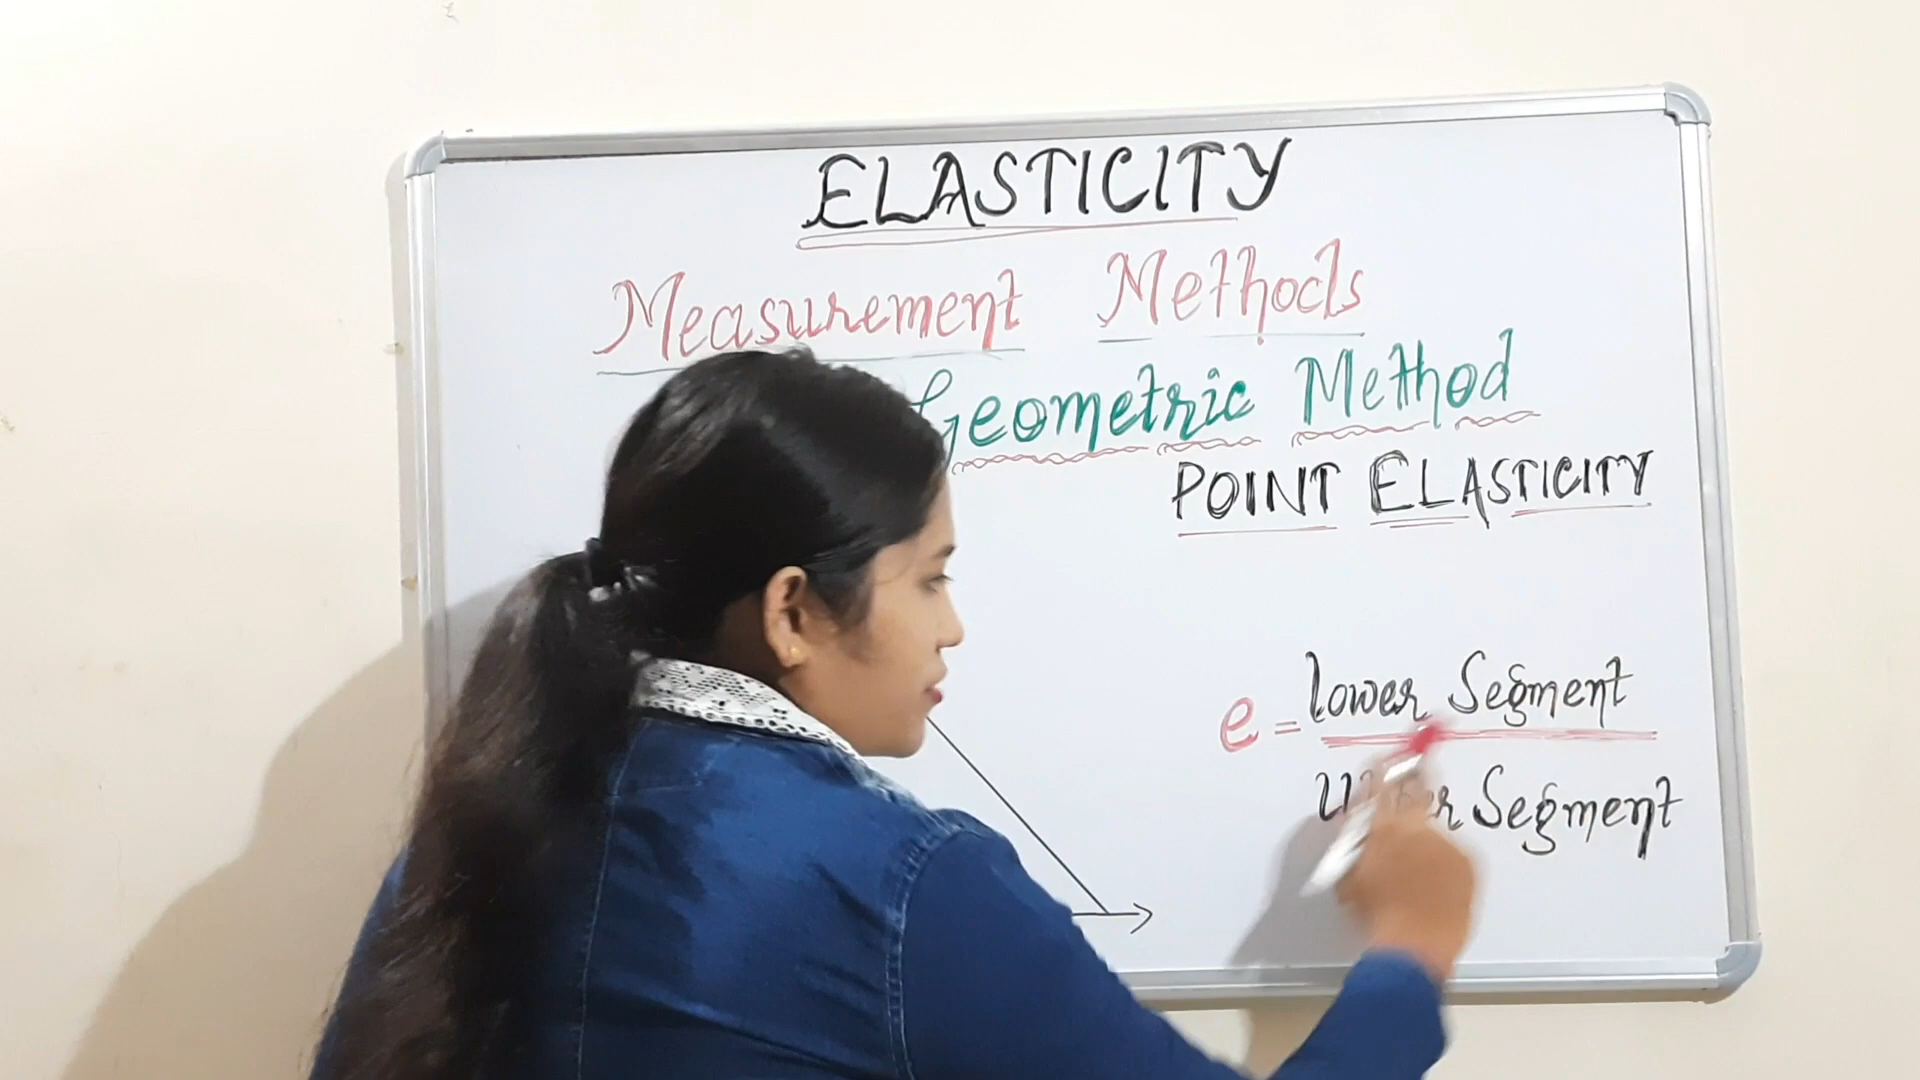 ELASTICITY
Measurement Methods
Geometric Method
POINT ELASTICITY
e = Lower Segment
Segment